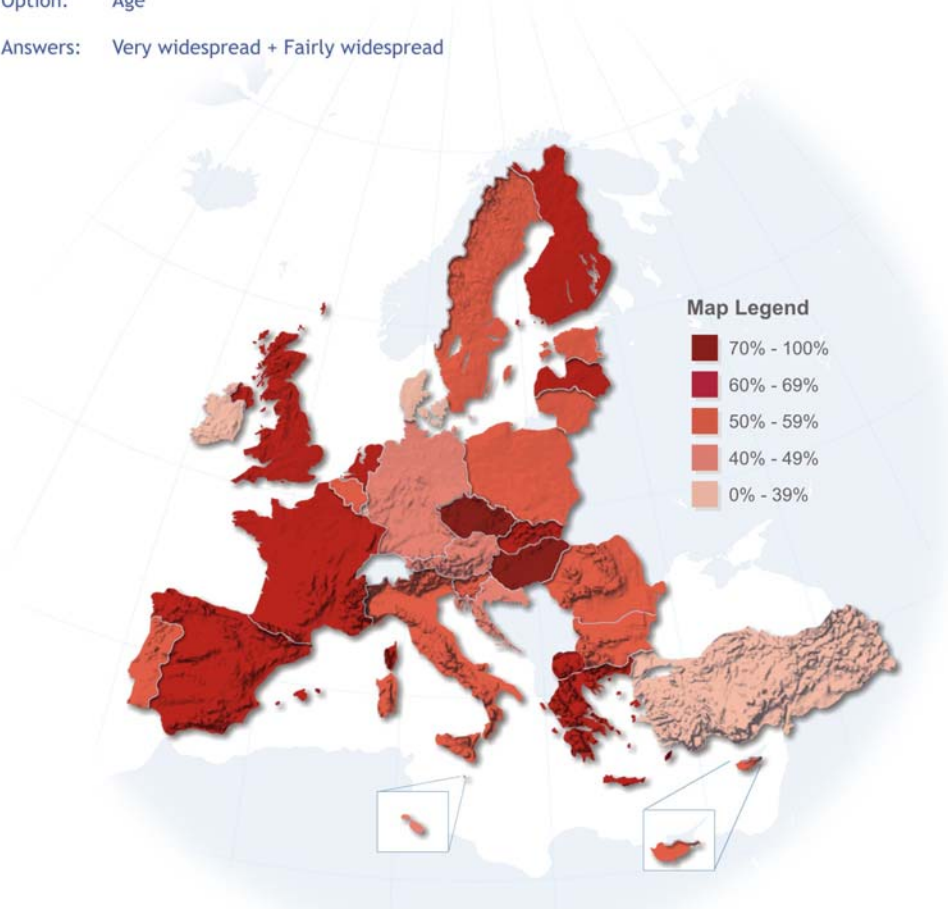 Option: Age
Answers: Very widespread + Fairly widespread
Map Legend
70% - 100%
60% - 69%
50% - 59%
40% - 49%
0% - 39%